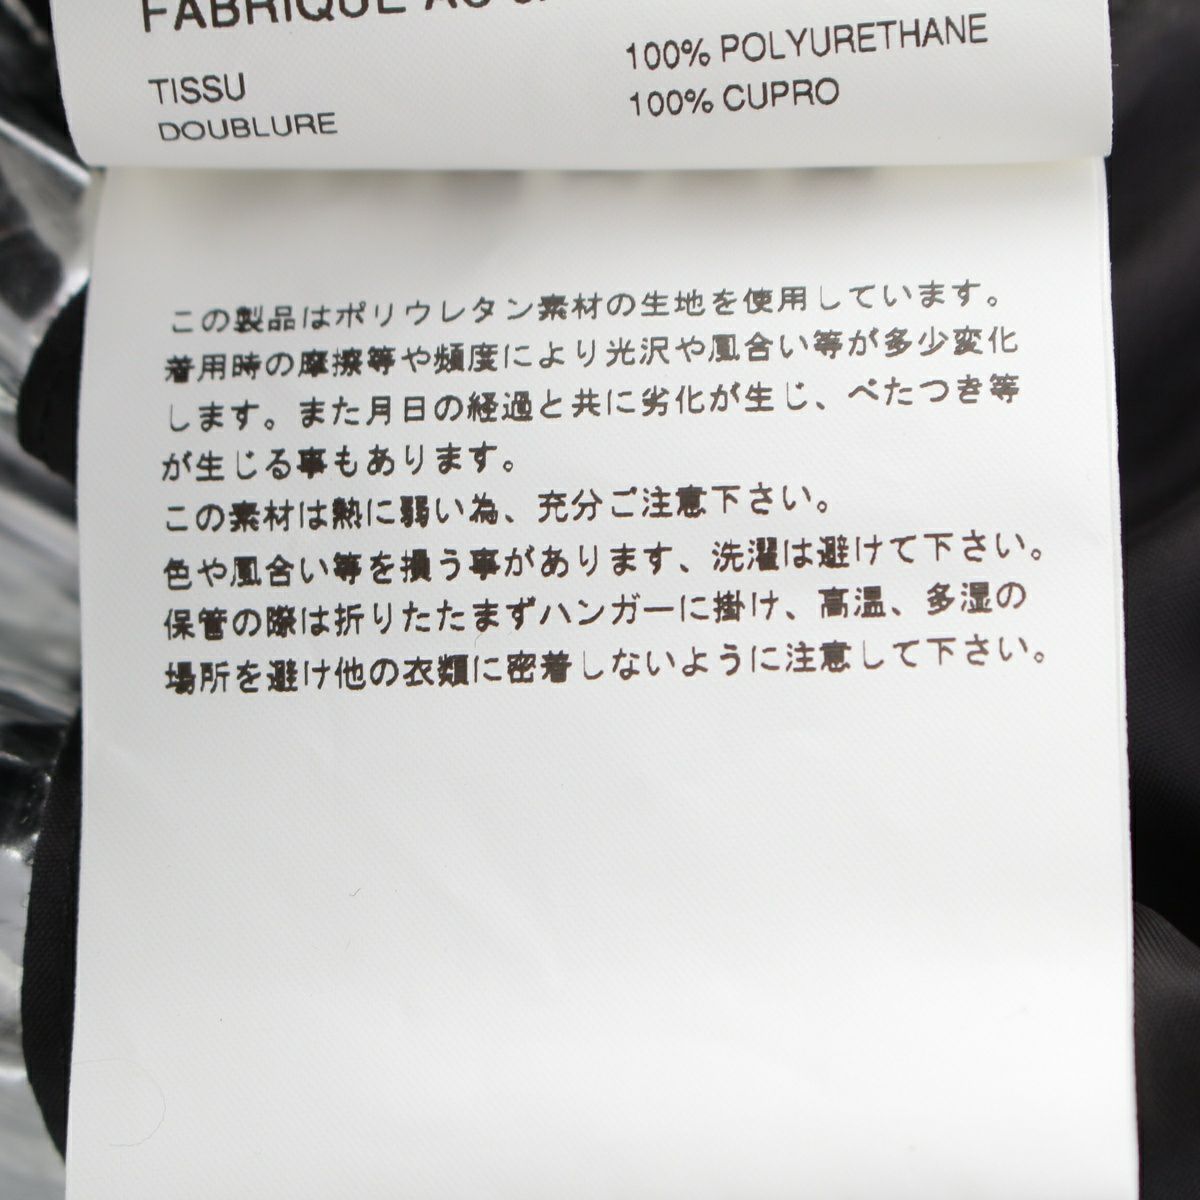 FABRIQUE AU
TISSU 100% POLYURETHANE
DOUBLURE 100% CUPRO
この製品はポリウレタン素材の生地を使用しています。
着用時の摩擦等や頻度により光沢や風合い等が多少変化
します。また月日の経過と共に劣化が生じ、べたつき等
が生じる事もあります。
この素材は熱に弱い為、充分ご注意下さい。
色や風合い等を損う事があります、洗濯は避けて下さい。
保管の際は折りたたまずハンガーに掛け、高温、多湿の
場所を避け他の衣類に密着しないように注意して下さい。